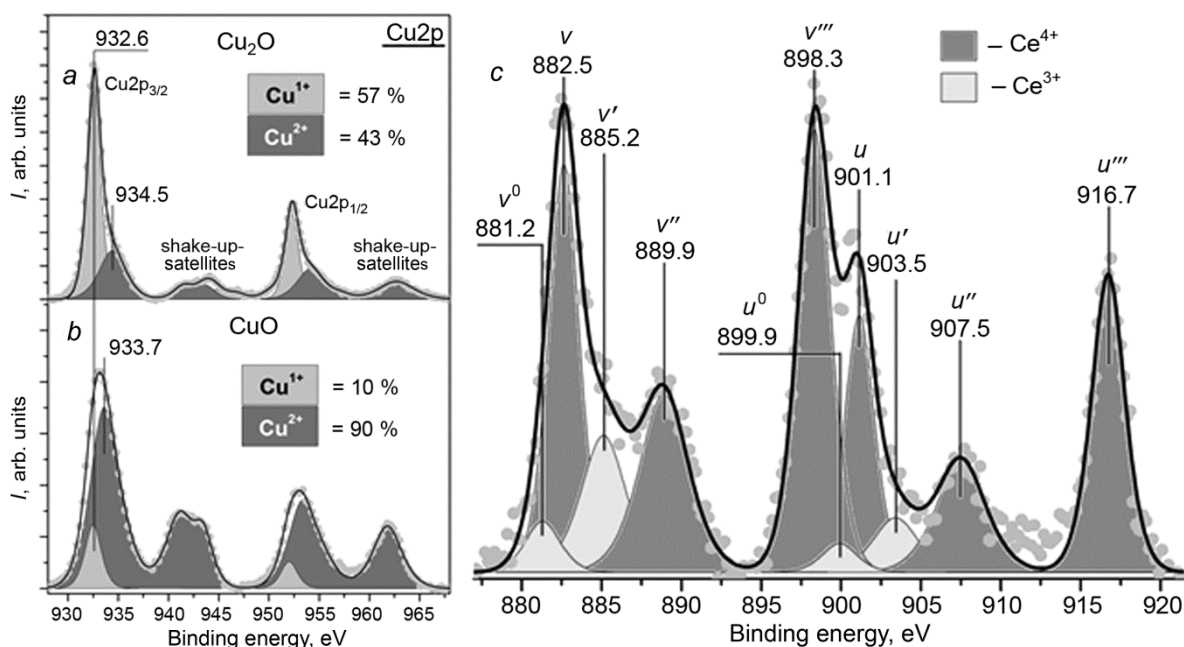 932.6
Cu₂O
Cu2p
a
Cu2p₃/₂
Cu¹⁺ = 57 %
Cu²⁺ = 43 %
934.5
Cu2p₁/₂
shake-up-
satellites
shake-up-
satellites
I, arb. units
b
CuO
933.7
Cu¹⁺ = 10 %
Cu²⁺ = 90 %
I, arb. units
930 935 940 945 950 955 960 965
Binding energy, eV
c
v
882.5
v′
885.2
v⁰
881.2
v″
889.9
v‴
898.3
u
901.1
u′
903.5
u⁰
899.9
u″
907.5
u‴
916.7
– Ce⁴⁺
– Ce³⁺
880 885 890 895 900 905 910 915 920
Binding energy, eV